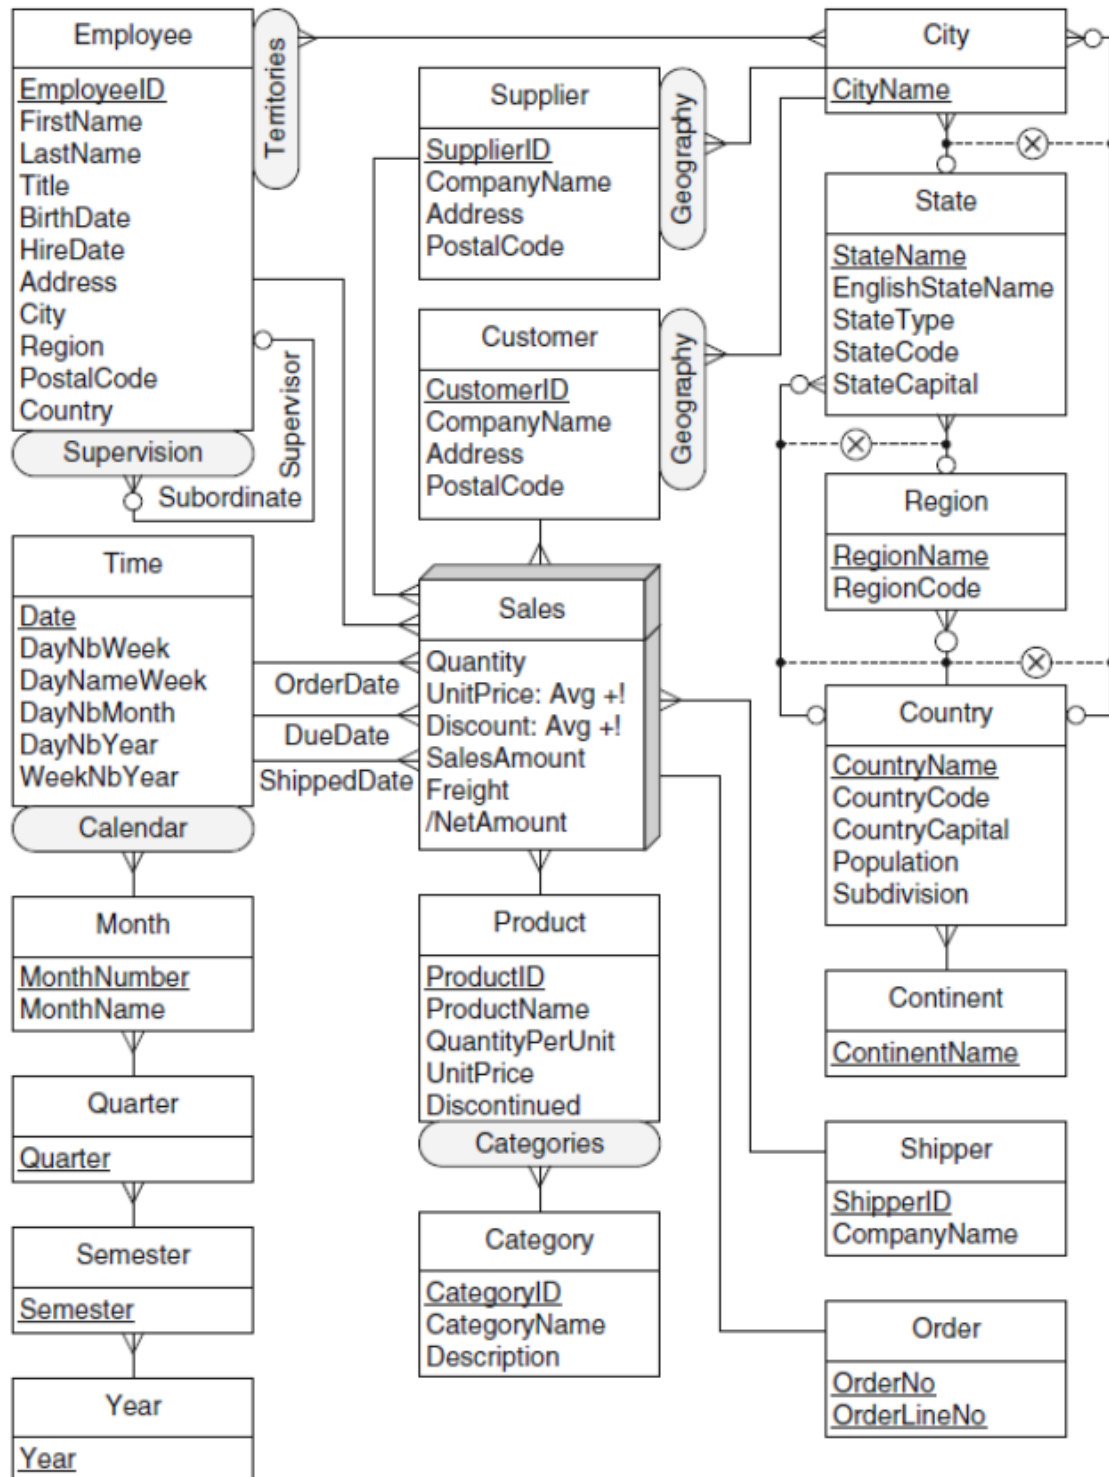 Employee
EmployeeID
FirstName
LastName
Title
BirthDate
HireDate
Address
City
Region
PostalCode
Country
Supervision
Territories
Supervisor
Subordinate
Time
Date
DayNbWeek
DayNameWeek
DayNbMonth
DayNbYear
WeekNbYear
Calendar
Month
MonthNumber
MonthName
Quarter
Quarter
Semester
Semester
Year
Year
OrderDate
DueDate
ShippedDate
Supplier
SupplierID
CompanyName
Address
PostalCode
Geography
Customer
CustomerID
CompanyName
Address
PostalCode
Geography
Sales
Quantity
UnitPrice: Avg +!
Discount: Avg +!
SalesAmount
Freight
/NetAmount
Product
ProductID
ProductName
QuantityPerUnit
UnitPrice
Discontinued
Categories
Category
CategoryID
CategoryName
Description
City
CityName
State
StateName
EnglishStateName
StateType
StateCode
StateCapital
Region
RegionName
RegionCode
Country
CountryName
CountryCode
CountryCapital
Population
Subdivision
Continent
ContinentName
Shipper
ShipperID
CompanyName
Order
OrderNo
OrderLineNo